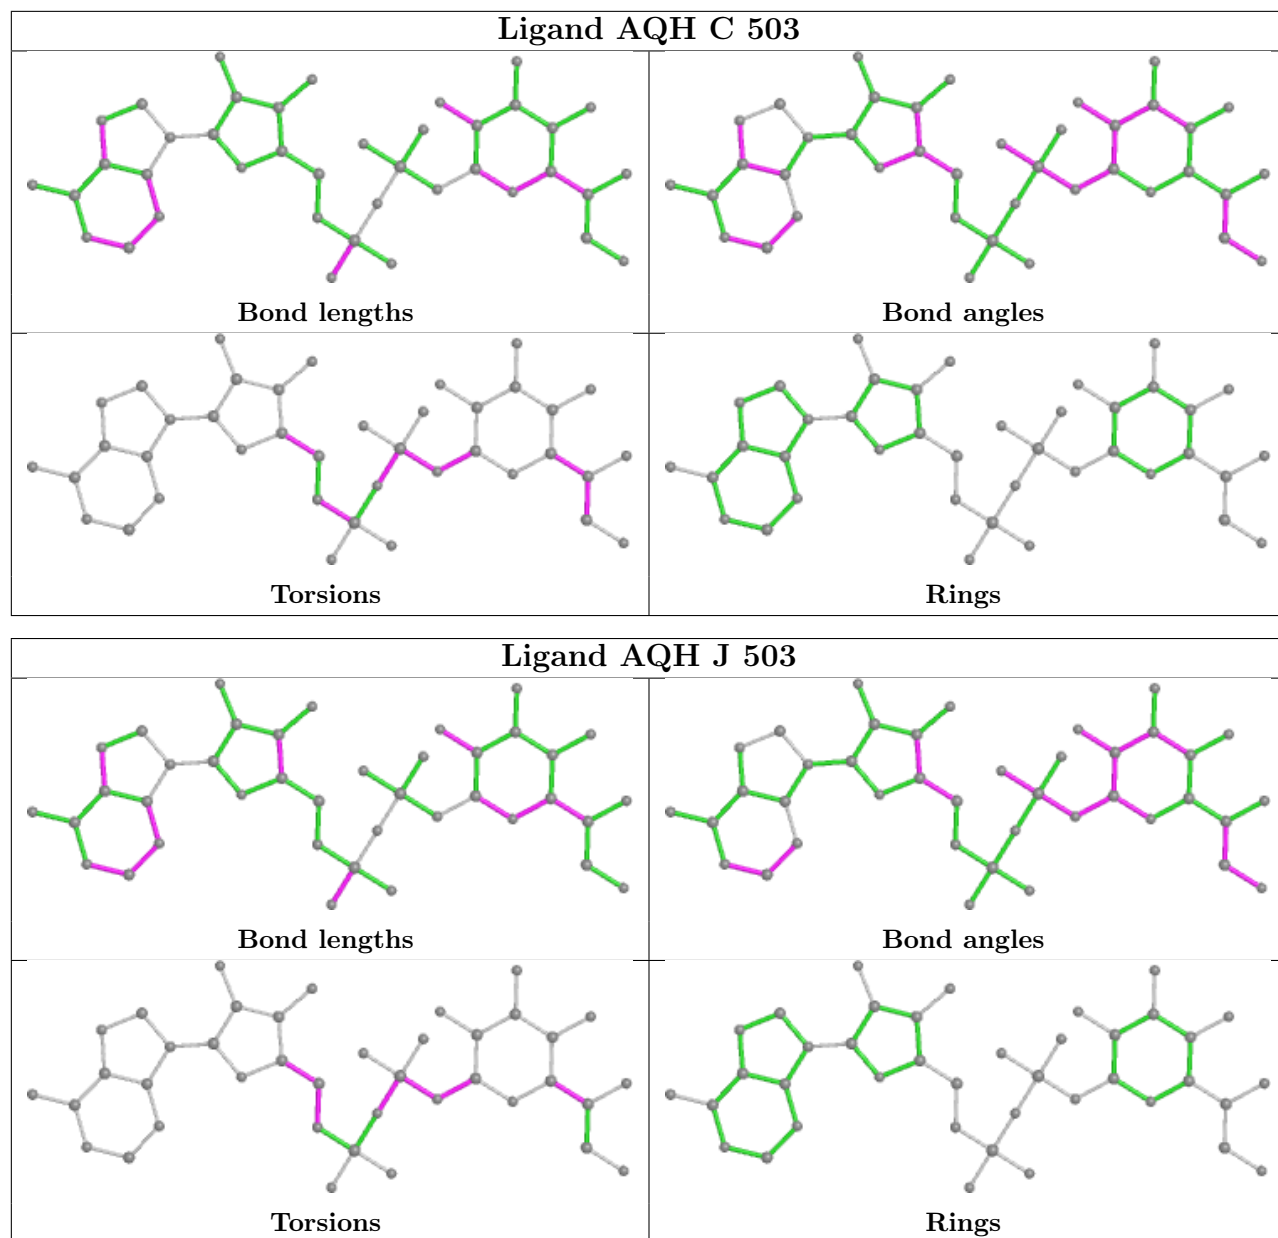 Ligand AQH C 503
Bond lengths
Bond angles
Torsions
Rings
Ligand AQH J 503
Bond lengths
Bond angles
Torsions
Rings